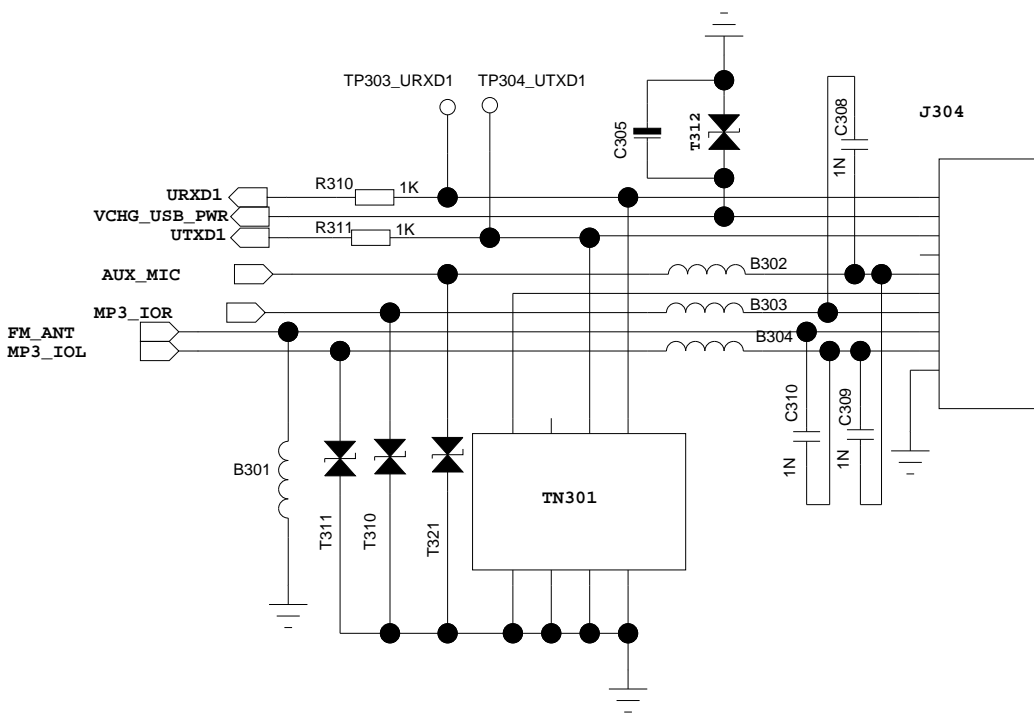 TP303_URXD1
TP304_UTXD1
C305
T312
C308
1N
J304
URXD1
R310
1K
VCHG_USB_PWR
UTXD1
R311
1K
AUX_MIC
B302
MP3_IOR
B303
FM_ANT
MP3_IOL
B304
C310
1N
C309
1N
B301
T311
T310
T321
TN301